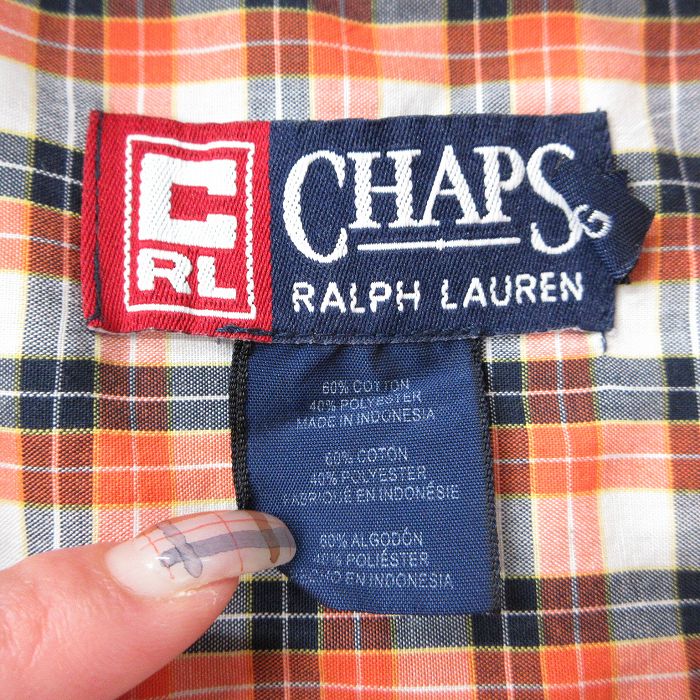 C
RL
CHAPS
RALPH LAUREN
G
60% COTTON
40% POLYESTER
MADE IN INDONESIA
60% COTON
40% POLYESTER
FABRIQUÉ EN INDONÉSIE
60% ALGODÓN
40% POLIÉSTER
EN INDONESIA